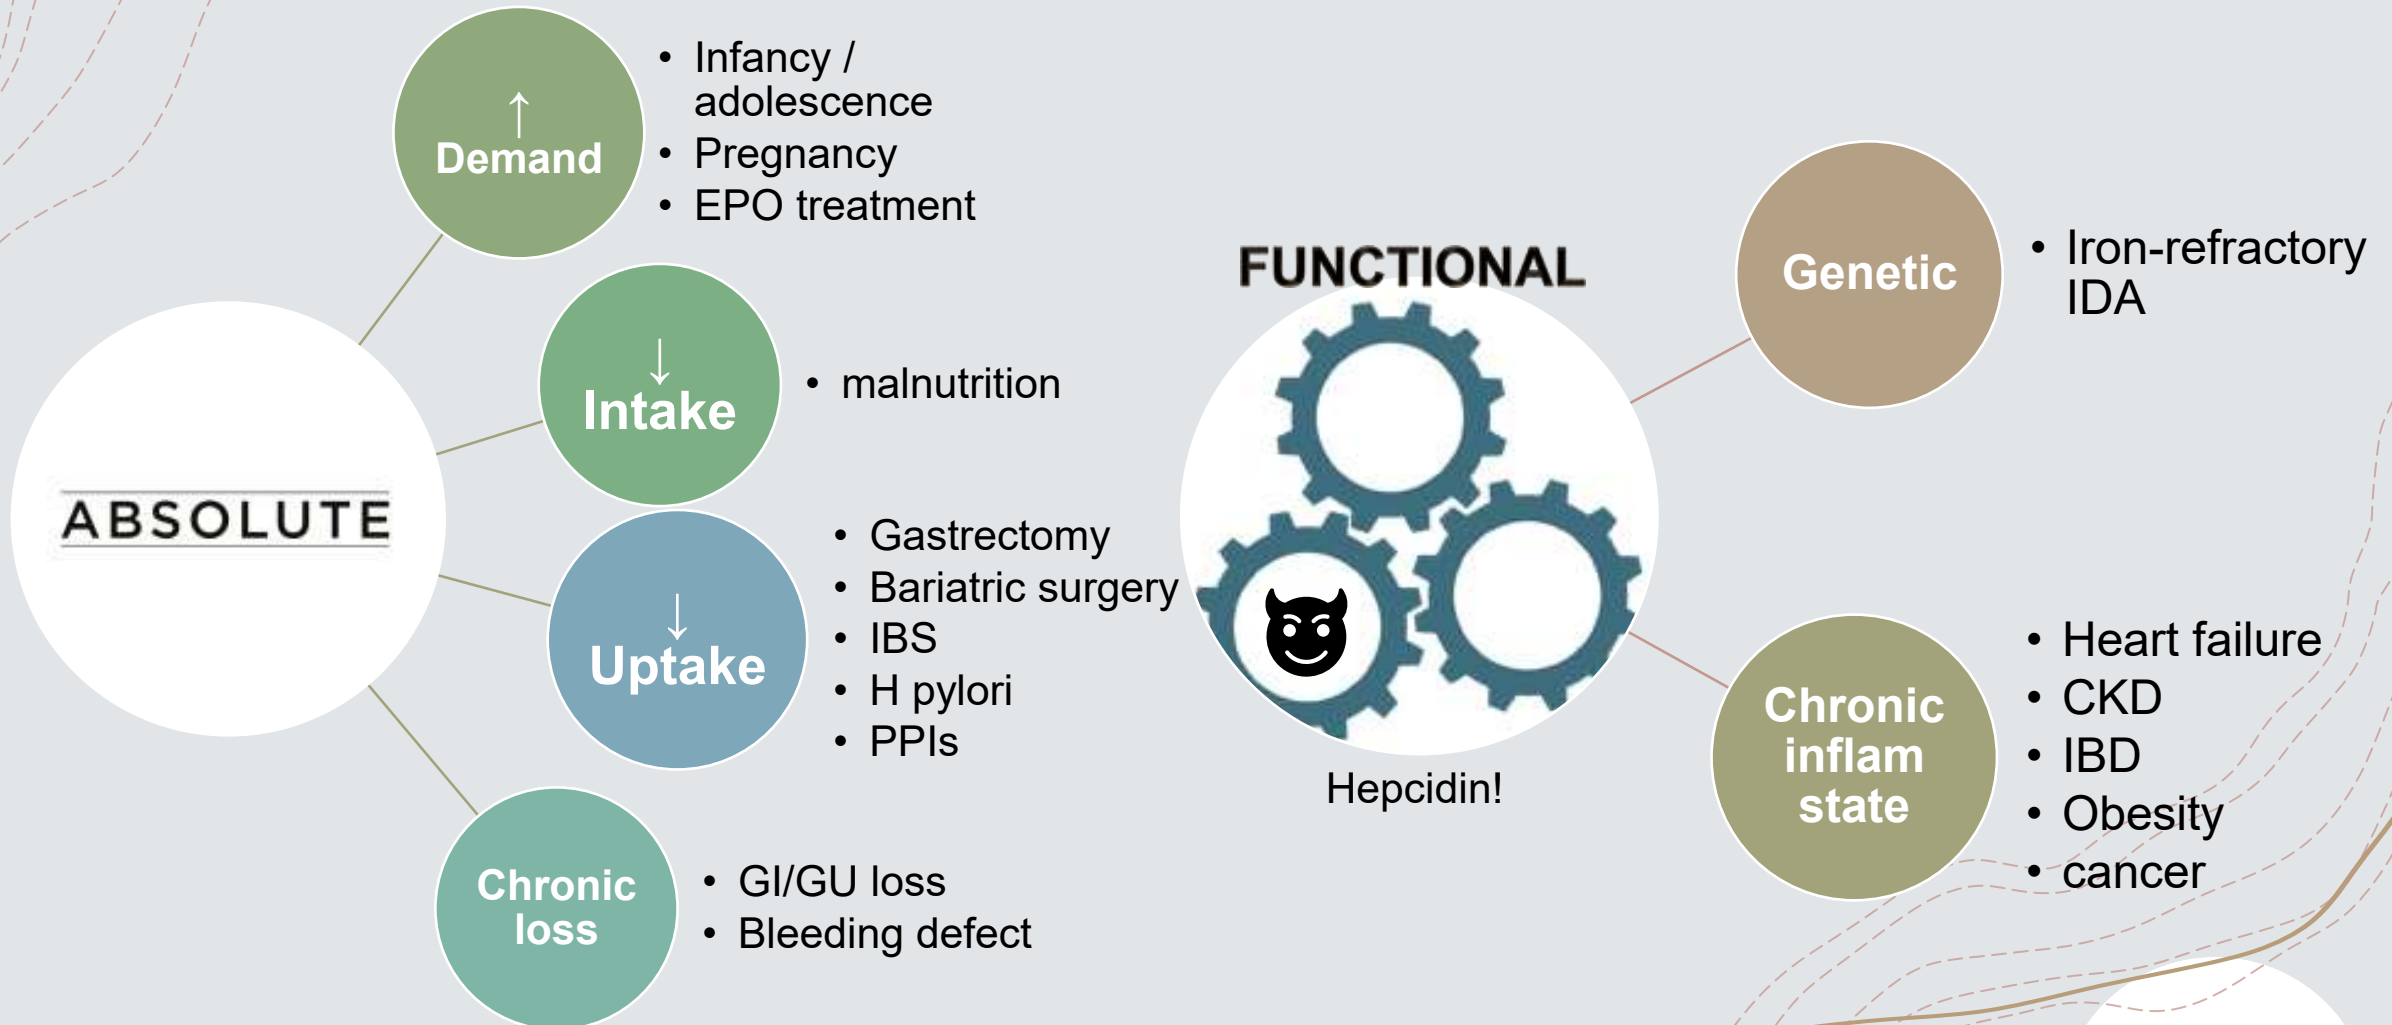 ABSOLUTE
↑
Demand
• Infancy /
adolescence
• Pregnancy
• EPO treatment
↓
Intake
• malnutrition
↓
Uptake
• Gastrectomy
• Bariatric surgery
• IBS
• H pylori
• PPIs
Chronic
loss
• GI/GU loss
• Bleeding defect
FUNCTIONAL
Hepcidin!
Genetic
• Iron-refractory
IDA
Chronic
inflam
state
• Heart failure
• CKD
• IBD
• Obesity
• cancer